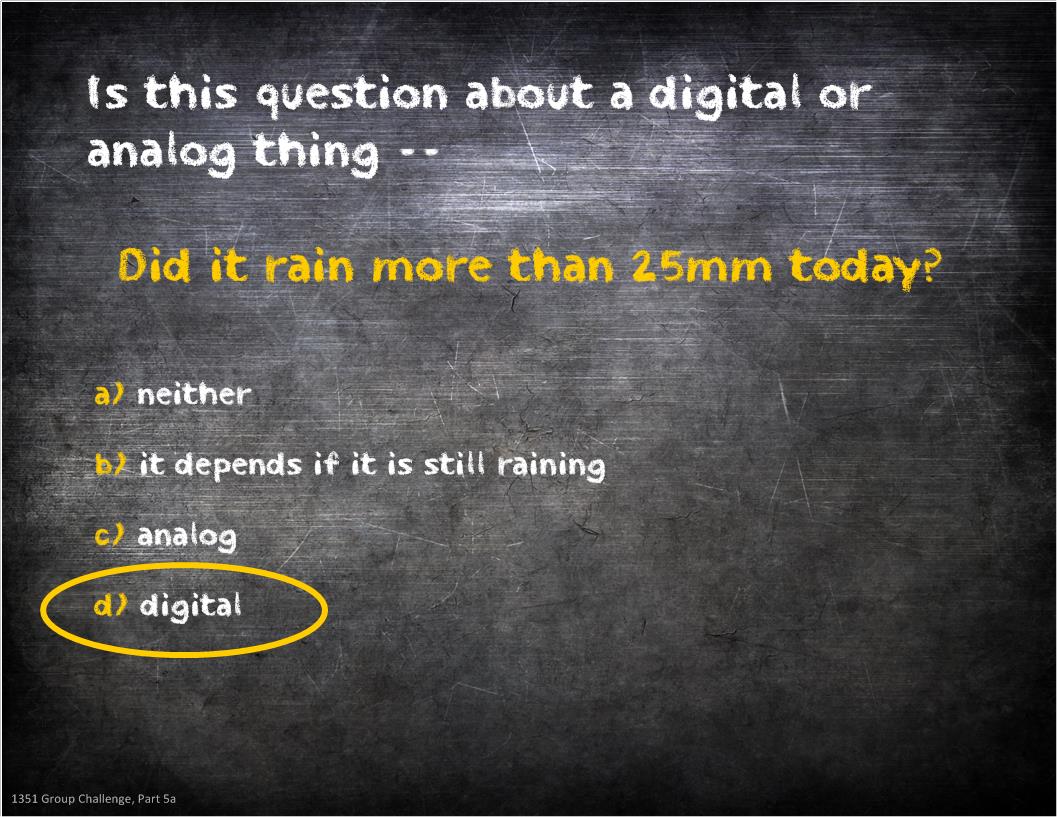 Is this question about a digital or
analog thing --
Did it rain more than 25mm today?
a) neither
b) it depends if it is still raining
c) analog
d) digital
1351 Group Challenge, Part 5a